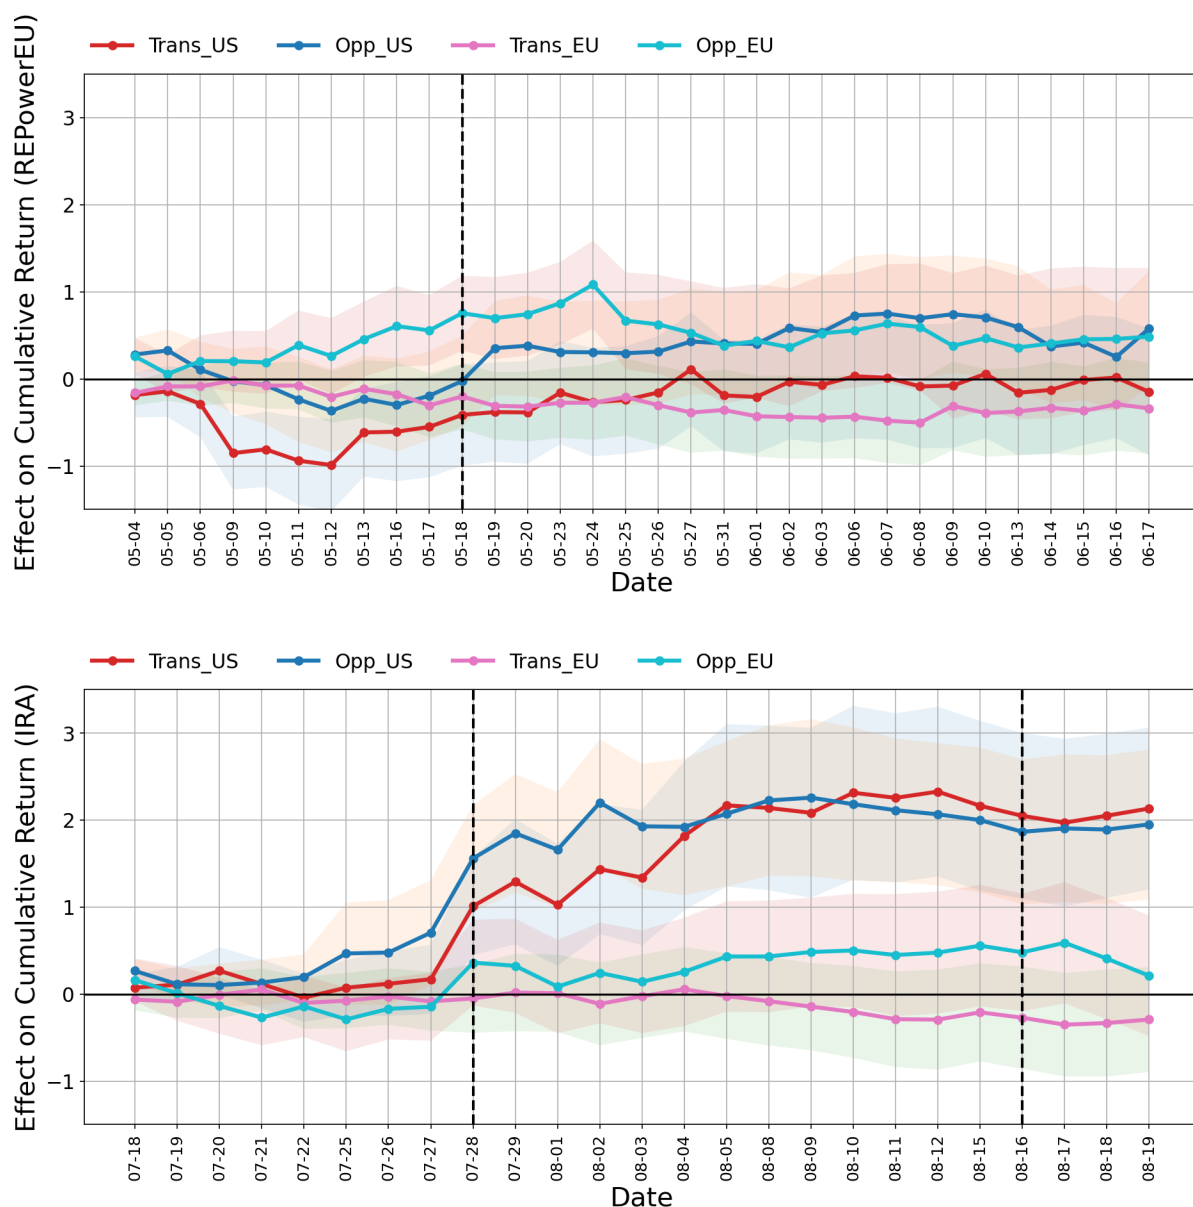 Trans_US Opp_US Trans_EU Opp_EU
Effect on Cumulative Return (REPowerEU)
3
2
1
0
−1
05-04 05-05 05-06 05-09 05-10 05-11 05-12 05-13 05-16 05-17 05-18 05-19 05-20 05-23 05-24 05-25 05-26 05-27 05-31 06-01 06-02 06-03 06-06 06-07 06-08 06-09 06-10 06-13 06-14 06-15 06-16 06-17
Date
Trans_US Opp_US Trans_EU Opp_EU
Effect on Cumulative Return (IRA)
3
2
1
0
−1
07-18 07-19 07-20 07-21 07-22 07-25 07-26 07-27 07-28 07-29 08-01 08-02 08-03 08-04 08-05 08-08 08-09 08-10 08-11 08-12 08-15 08-16 08-17 08-18 08-19
Date